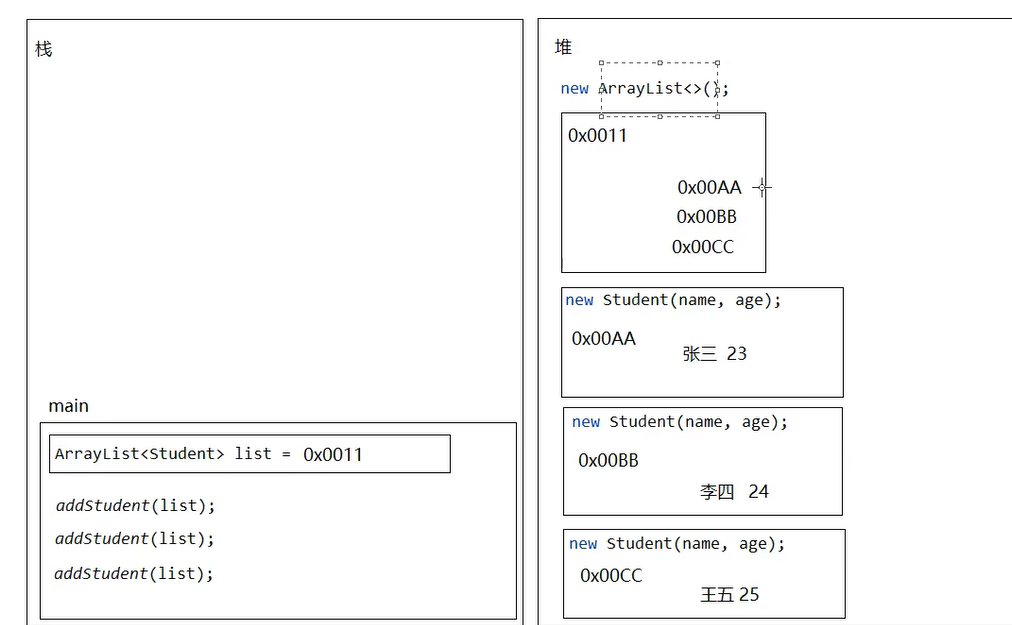 栈
main
ArrayList<Student> list = 0x0011
addStudent(list);
addStudent(list);
addStudent(list);
堆
new ArrayList<>();
0x0011
0x00AA
0x00BB
0x00CC
new Student(name, age);
0x00AA
张三 23
new Student(name, age);
0x00BB
李四 24
new Student(name, age);
0x00CC
王五 25